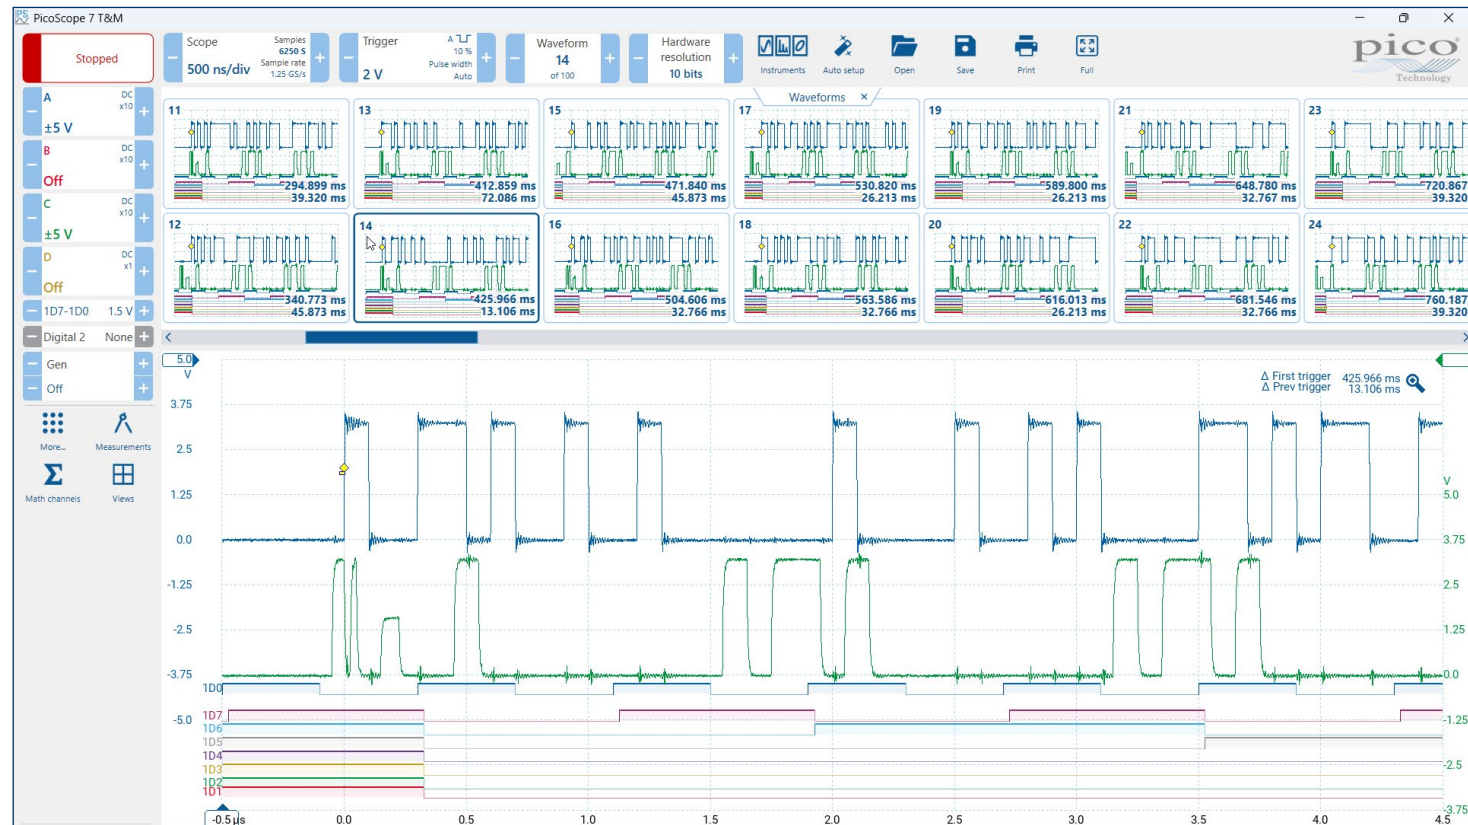 PicoScope 7 T&M
Stopped
Scope
500 ns/div
Samples
6250 S
Sample rate
1.25 GS/s
Trigger
2 V
A
10 %
Pulse width
Auto
Waveform
14
of 100
Hardware
resolution
10 bits
Instruments
Auto setup
Open
Save
Print
Full
pico
Technology
A
DC
x10
±5 V
B
DC
x10
Off
C
DC
x10
±5 V
D
DC
x1
Off
1D7-1D0 1.5 V
Digital 2 None
Gen
Off
More...
Measurements
Math channels
Views
Waveforms ×
11
294.899 ms
39.320 ms
13
412.859 ms
72.086 ms
15
471.840 ms
45.873 ms
17
530.820 ms
26.213 ms
19
589.800 ms
26.213 ms
21
648.780 ms
32.767 ms
23
720.867
39.320
12
340.773 ms
45.873 ms
14
425.966 ms
13.106 ms
16
504.606 ms
32.766 ms
18
563.586 ms
32.766 ms
20
616.013 ms
26.213 ms
22
681.546 ms
32.766 ms
24
760.187
39.320
Δ First trigger 425.966 ms
Δ Prev trigger 13.106 ms
5.0
V
3.75
2.5
1.25
0.0
-1.25
-2.5
-3.75
-5.0
V
5.0
3.75
2.5
1.25
0.0
-1.25
-2.5
-3.75
1D0
1D7
1D6
1D5
1D4
1D3
1D2
1D1
-0.5 µs 0.0 0.5 1.0 1.5 2.0 2.5 3.0 3.5 4.0 4.5